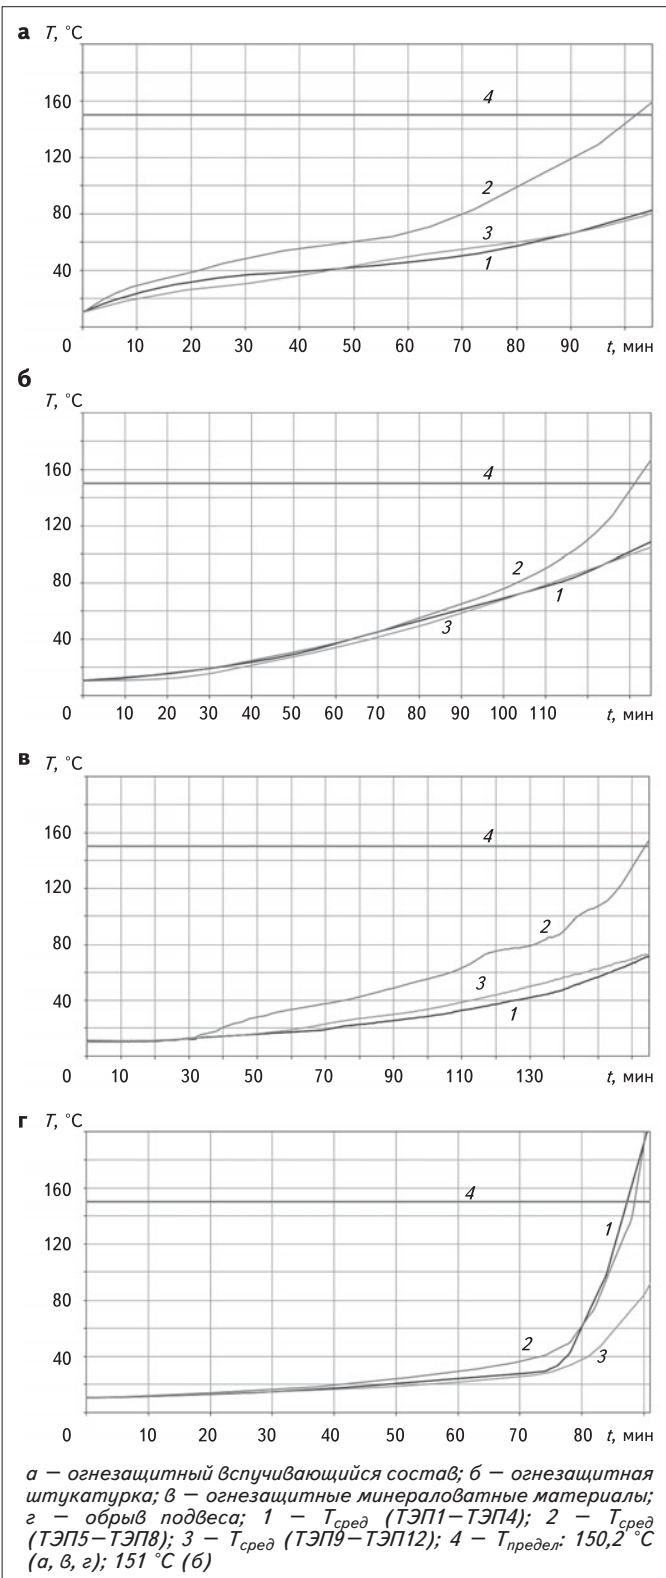 а T, °C
160
120
80
40
0 10 20 30 40 50 60 70 80 90 t, мин
4
2
3
1
б T, °C
160
120
80
40
0 10 20 30 40 50 60 70 80 90 100 110 t, мин
4
2
1
3
в T, °C
160
120
80
40
0 10 30 50 70 90 110 130 t, мин
4
2
3
1
г T, °C
160
120
80
40
0 10 20 30 40 50 60 70 80 t, мин
4
1
2
3
а — огнезащитный вспучивающийся состав; б — огнезащитная
штукатурка; в — огнезащитные минераловатные материалы;
г — обрыв подвеса; 1 — Tсред (ТЭП1—ТЭП4); 2 — Tсред
(ТЭП5—ТЭП8); 3 — Tсред (ТЭП9—ТЭП12); 4 — Tпредел: 150,2 °C
(а, в, г); 151 °C (б)